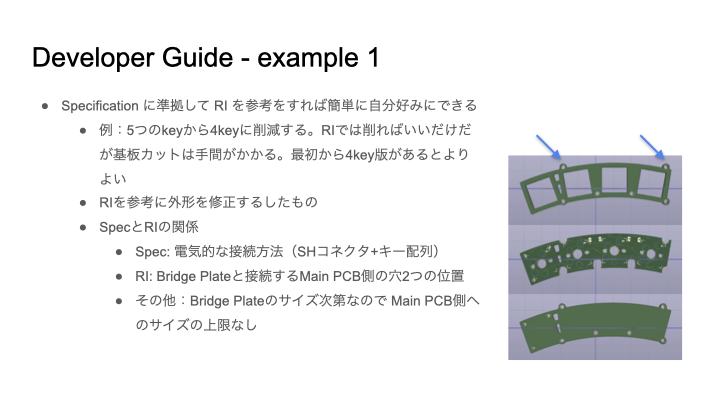 Developer Guide - example 1
● Specification に準拠して RI を参考をすれば簡単に自分好みにできる
● 例：5つのkeyから4keyに削減する。RIでは削ればいいだけだ
が基板カットは手間がかかる。最初から4key版があるとより
よい
● RIを参考に外形を修正するしたもの
● SpecとRIの関係
● Spec: 電気的な接続方法（SHコネクタ+キー配列）
● RI: Bridge Plateと接続するMain PCB側の穴2つの位置
● その他：Bridge Plateのサイズ次第なので Main PCB側へ
のサイズの上限なし